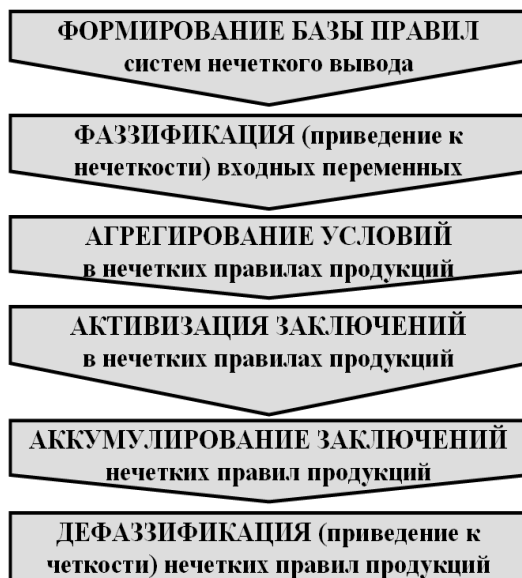 ФОРМИРОВАНИЕ БАЗЫ ПРАВИЛ
систем нечеткого вывода
ФАЗЗИФИКАЦИЯ (приведение к
нечеткости) входных переменных
АГРЕГИРОВАНИЕ УСЛОВИЙ
в нечетких правилах продукций
АКТИВИЗАЦИЯ ЗАКЛЮЧЕНИЙ
в нечетких правилах продукций
АККУМУЛИРОВАНИЕ ЗАКЛЮЧЕНИЙ
нечетких правил продукций
ДЕФАЗЗИФИКАЦИЯ (приведение к
четкости) нечетких правил продукций